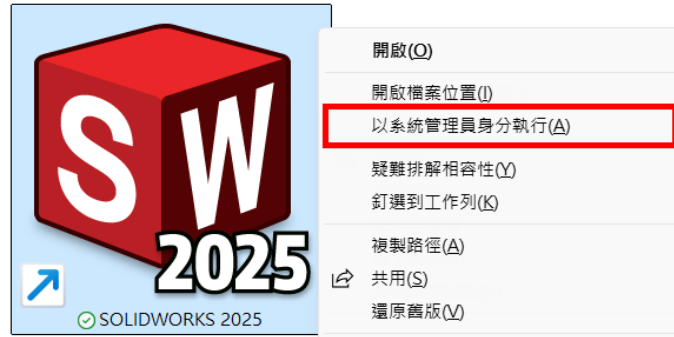 SW
2025
SOLIDWORKS 2025
開啟(O)
開啟檔案位置(I)
以系統管理員身分執行(A)
疑難排解相容性(Y)
釘選到工作列(K)
複製路徑(A)
共用(S)
還原舊版(V)